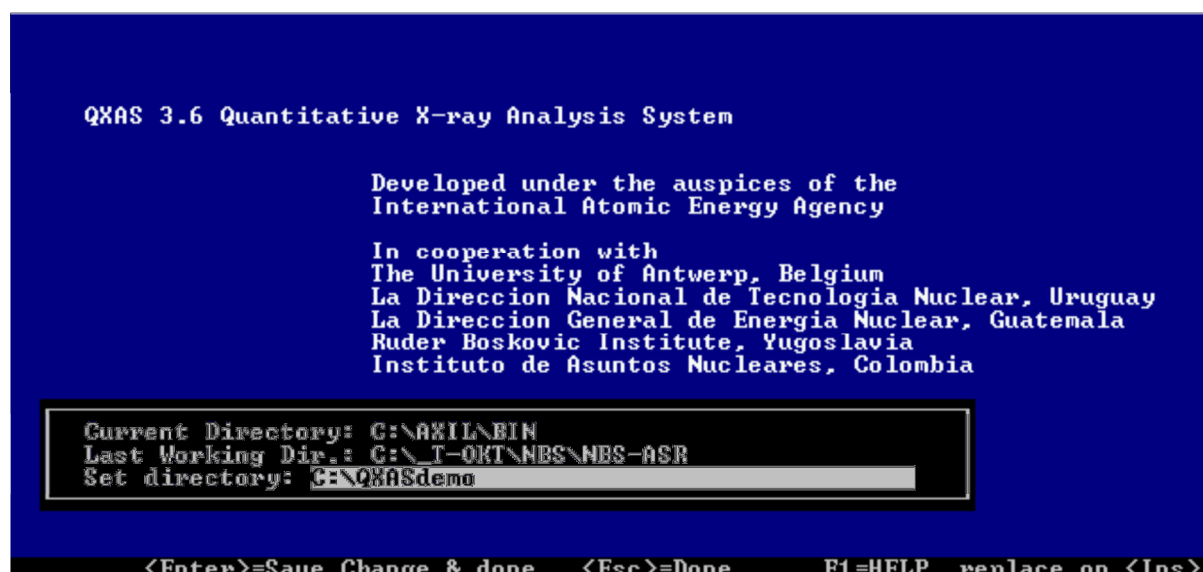 QXAS 3.6 Quantitative X-ray Analysis System
Developed under the auspices of the
International Atomic Energy Agency
In cooperation with
The University of Antwerp, Belgium
La Direccion Nacional de Tecnologia Nuclear, Uruguay
La Direccion General de Energia Nuclear, Guatemala
Ruder Boskovic Institute, Yugoslavia
Instituto de Asuntos Nucleares, Colombia
Current Directory: C:\AXIL\BIN
Last Working Dir.: C:\_T-OKT\NBS\NBS-ASR
Set directory: C:\QXASdemo
<Enter>=Save Change & done <Esc>=Done F1=HELP replace on <Ins>